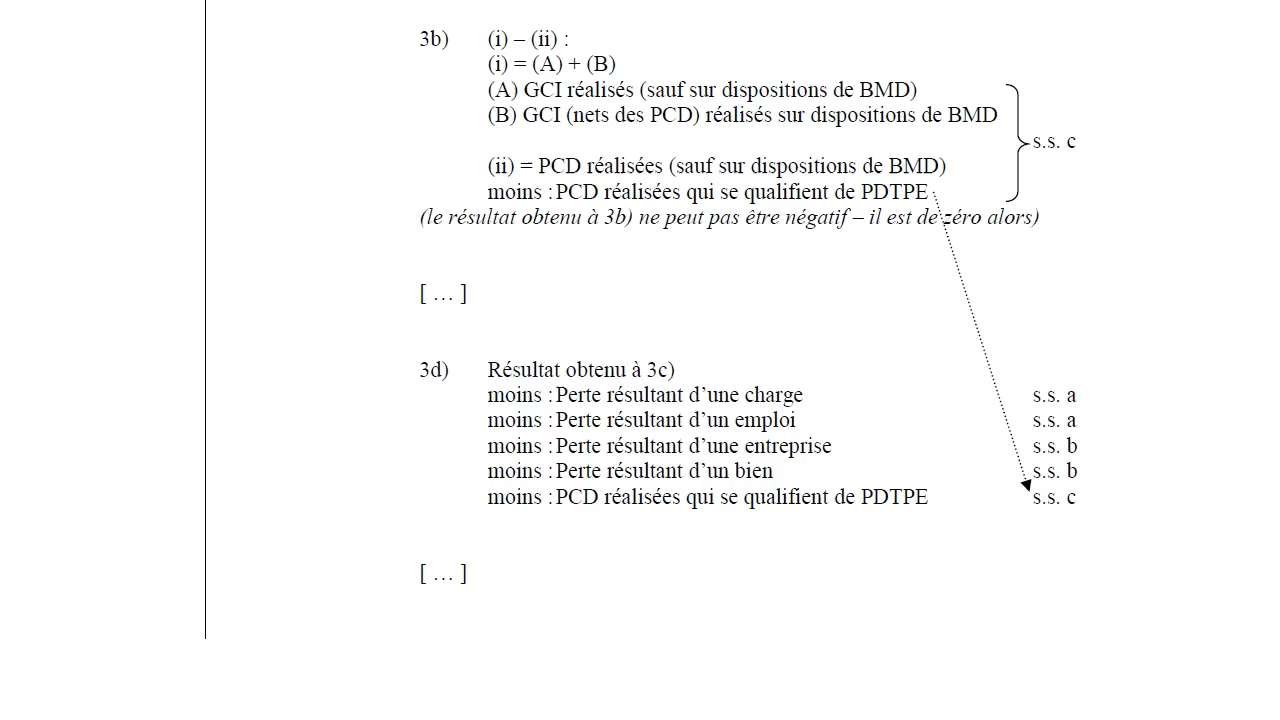 3b) (i) – (ii) :
(i) = (A) + (B)
(A) GCI réalisés (sauf sur dispositions de BMD)
(B) GCI (nets des PCD) réalisés sur dispositions de BMD
s.s. c
(ii) = PCD réalisées (sauf sur dispositions de BMD)
moins : PCD réalisées qui se qualifient de PDTPE
(le résultat obtenu à 3b) ne peut pas être négatif – il est de zéro alors)
[ … ]
3d) Résultat obtenu à 3c)
moins : Perte résultant d’une charge s.s. a
moins : Perte résultant d’un emploi s.s. a
moins : Perte résultant d’une entreprise s.s. b
moins : Perte résultant d’un bien s.s. b
moins : PCD réalisées qui se qualifient de PDTPE s.s. c
[ … ]